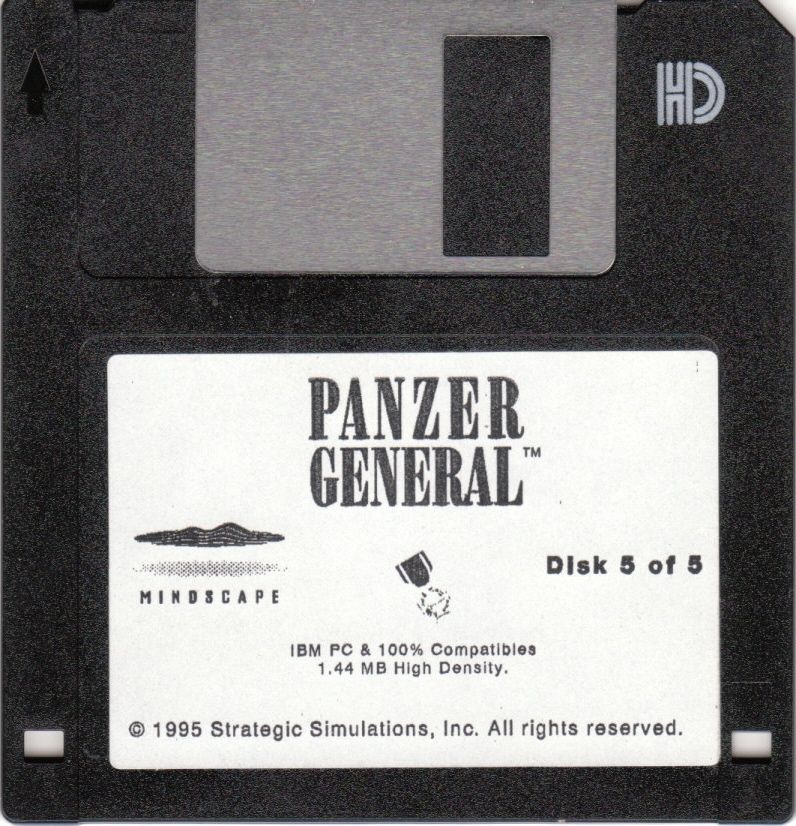 HD
PANZER
GENERAL™
MINDSCAPE
Disk 5 of 5
IBM PC & 100% Compatibles
1.44 MB High Density.
© 1995 Strategic Simulations, Inc. All rights reserved.